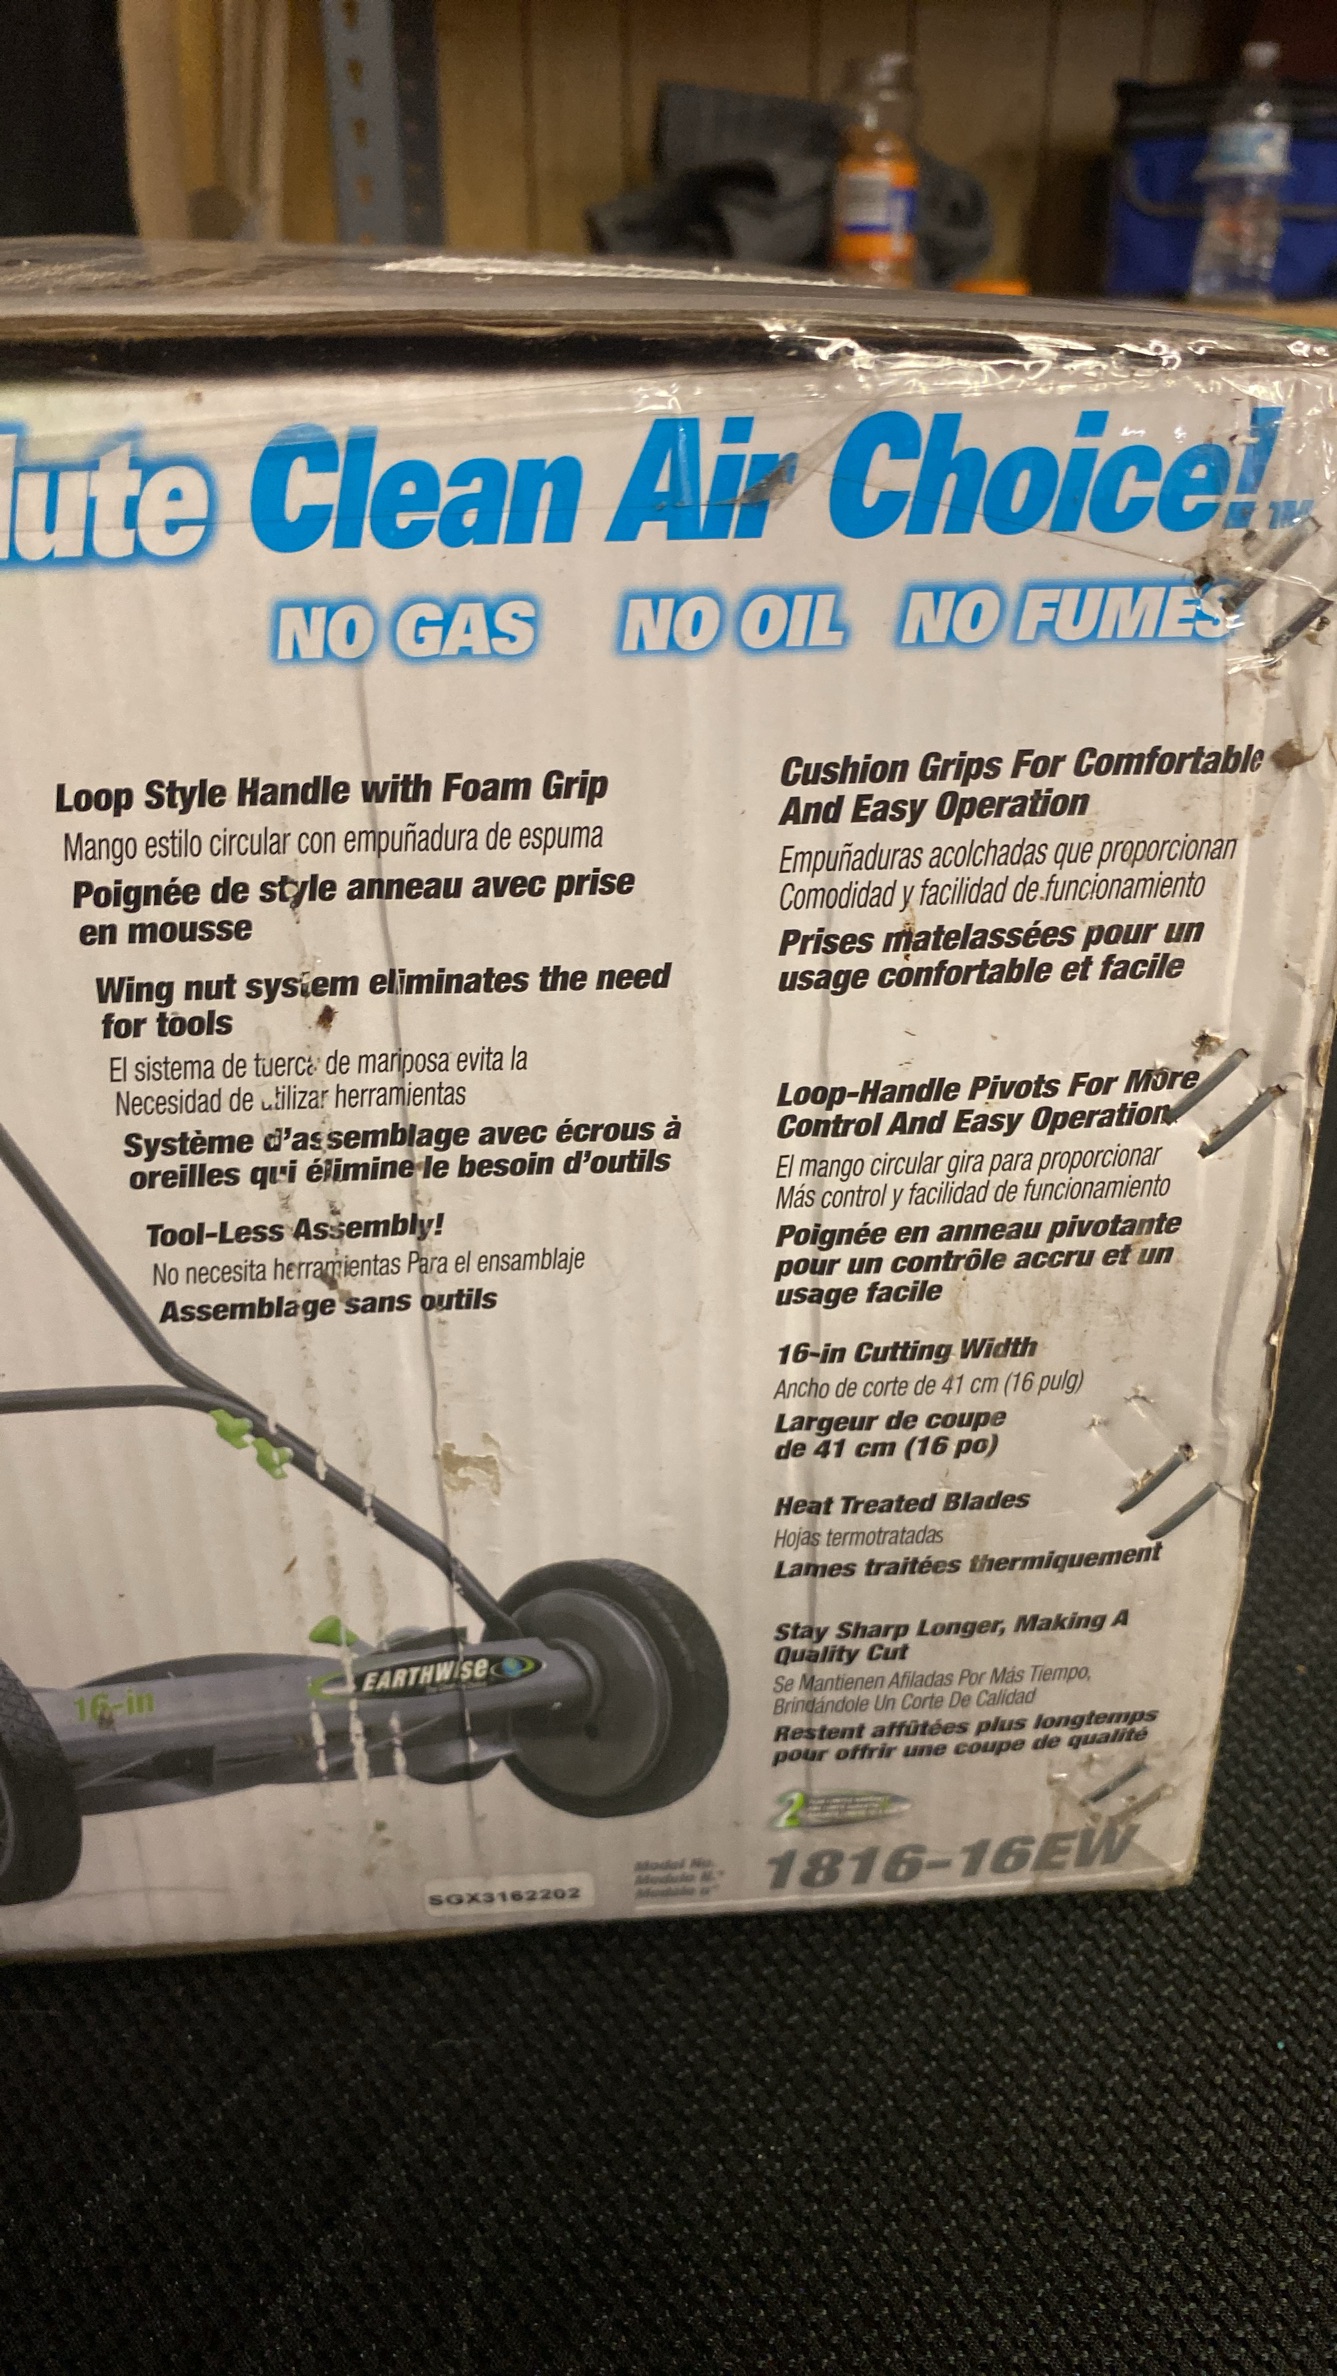 lute Clean Air Choice! TM
NO GAS NO OIL NO FUMES
Loop Style Handle with Foam Grip
Mango estilo circular con empuñadura de espuma
Poignée de style anneau avec prise
en mousse
Wing nut system eliminates the need
for tools
El sistema de tuerca de mariposa evita la
Necesidad de utilizar herramientas
Système d'assemblage avec écrous à
oreilles qui élimine le besoin d'outils
Tool-Less Assembly!
No necesita herramientas Para el ensamblaje
Assemblage sans outils
Cushion Grips For Comfortable
And Easy Operation
Empuñaduras acolchadas que proporcionan
Comodidad y facilidad de funcionamiento
Prises matelassées pour un
usage confortable et facile
Loop-Handle Pivots For More
Control And Easy Operation
El mango circular gira para proporcionar
Más control y facilidad de funcionamiento
Poignée en anneau pivotante
pour un contrôle accru et un
usage facile
16-in Cutting Width
Ancho de corte de 41 cm (16 pulg)
Largeur de coupe
de 41 cm (16 po)
Heat Treated Blades
Hojas termotratadas
Lames traitées thermiquement
Stay Sharp Longer, Making A
Quality Cut
Se Mantienen Afiladas Por Más Tiempo,
Brindándole Un Corte De Calidad
Restent affûtées plus longtemps
pour offrir une coupe de qualité
16-in
EARTHWISE
2
SGX3162202
Model No.
Modulo N.°
Modèle n°
1816-16EW